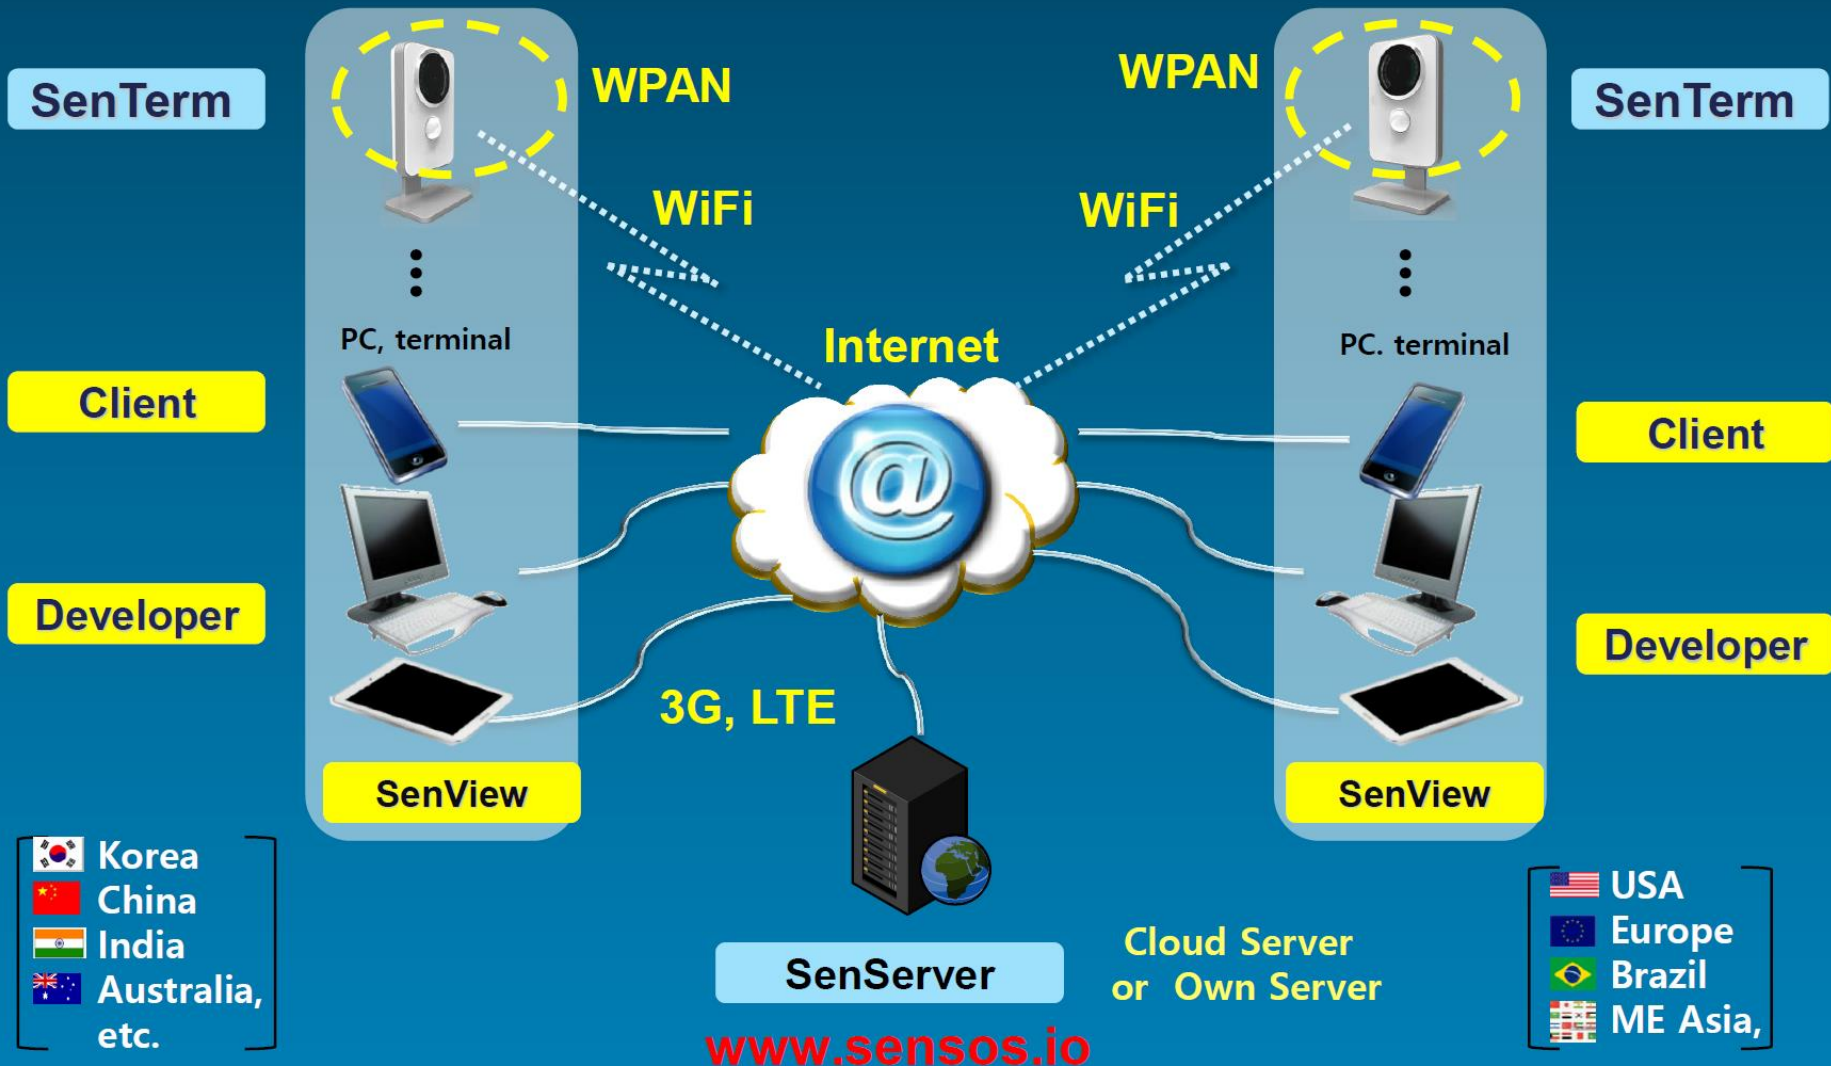 SenTerm
WPAN
WPAN
SenTerm
WiFi
WiFi
PC, terminal
Internet
PC. terminal
Client
@
Client
Developer
Developer
3G, LTE
SenView
SenView
Korea
China
India
Australia,
etc.
USA
Europe
Brazil
ME Asia,
SenServer
Cloud Server
or Own Server
www.sensos.io